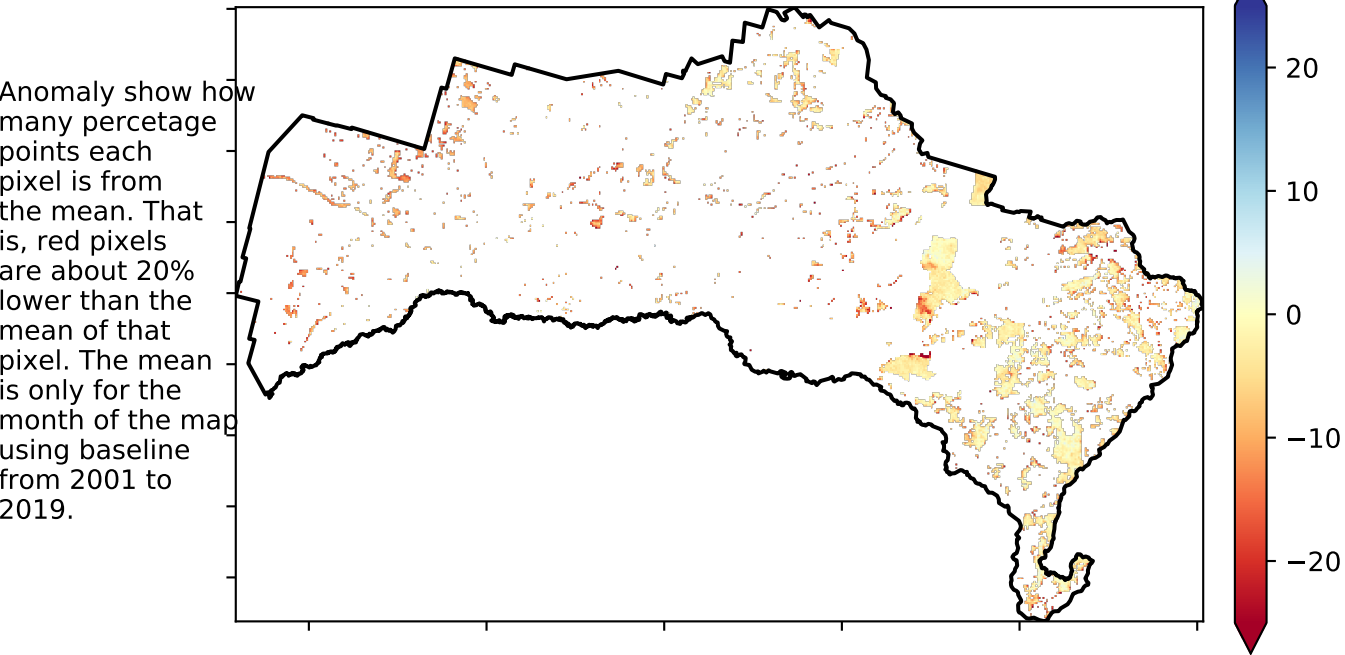 Anomaly show how
many percetage
points each
pixel is from
the mean. That
is, red pixels
are about 20%
lower than the
mean of that
pixel. The mean
is only for the
month of the map
using baseline
from 2001 to
2019.
20
10
0
−10
−20